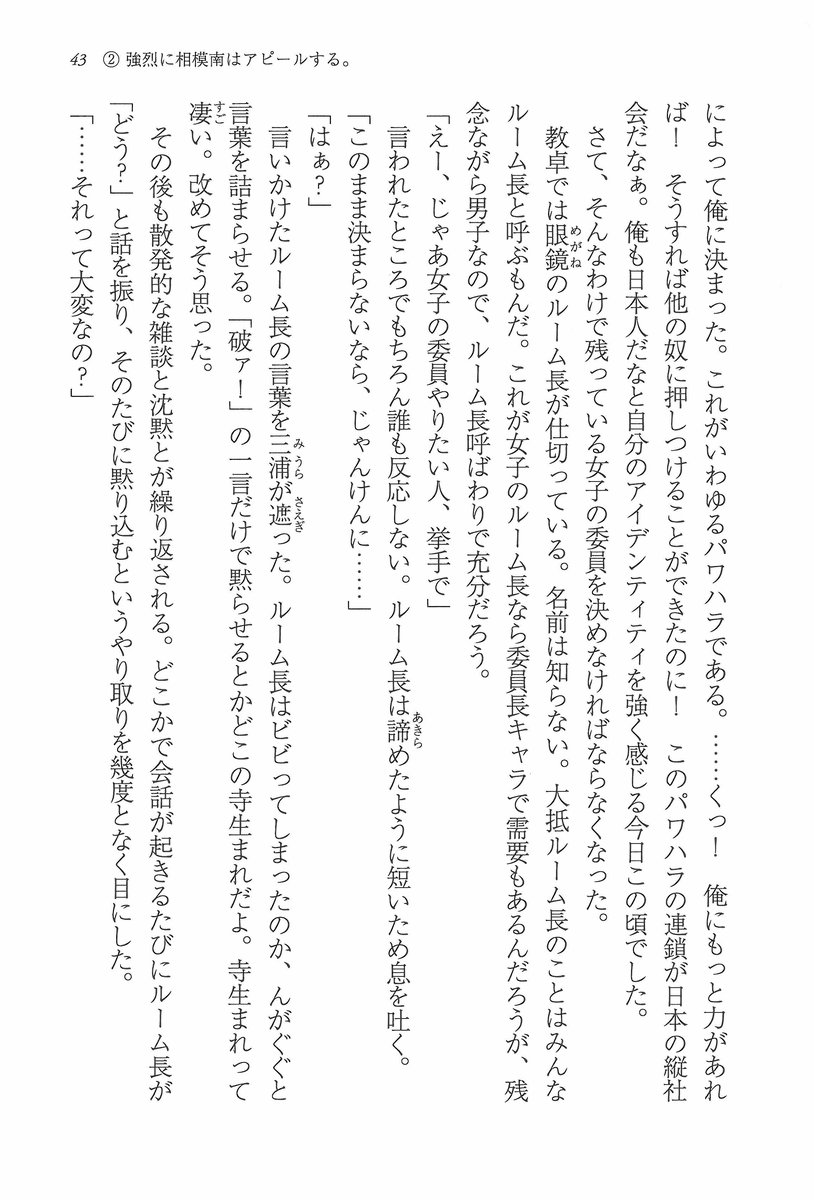 43　② 強烈に相模南はアピールする。
によって俺に決まった。これがいわゆるパワハラである。……くっ！　俺にもっと力があれ
ば！　そうすれば他の奴に押しつけることができたのに！　このパワハラの連鎖が日本の縦社
会だなぁ。俺も日本人だなと自分のアイデンティティを強く感じる今日この頃でした。
　さて、そんなわけで残っている女子の委員を決めなければならなくなった。
　教卓では眼鏡めがねのルーム長が仕切っている。名前は知らない。大抵ルーム長のことはみんな
ルーム長と呼ぶもんだ。これが女子のルーム長なら委員長キャラで需要もあるんだろうが、残
念ながら男子なので、ルーム長呼ばわりで充分だろう。
「えー、じゃあ女子の委員やりたい人、挙手で」
　言われたところでもちろん誰も反応しない。ルーム長は諦あきらめたように短いため息を吐く。
「このまま決まらないなら、じゃんけんに……」
「はぁ？」
　言いかけたルーム長の言葉を三浦みうらが遮さえぎった。ルーム長はビビってしまったのか、んがぐぐと
言葉を詰まらせる。「破ァ！」の一言だけで黙らせるとかどこの寺生まれだよ。寺生まれって
凄すごい。改めてそう思った。
　その後も散発的な雑談と沈黙とが繰り返される。どこかで会話が起きるたびにルーム長が
「どう？」と話を振り、そのたびに黙り込むというやり取りを幾度となく目にした。
「……それって大変なの？」